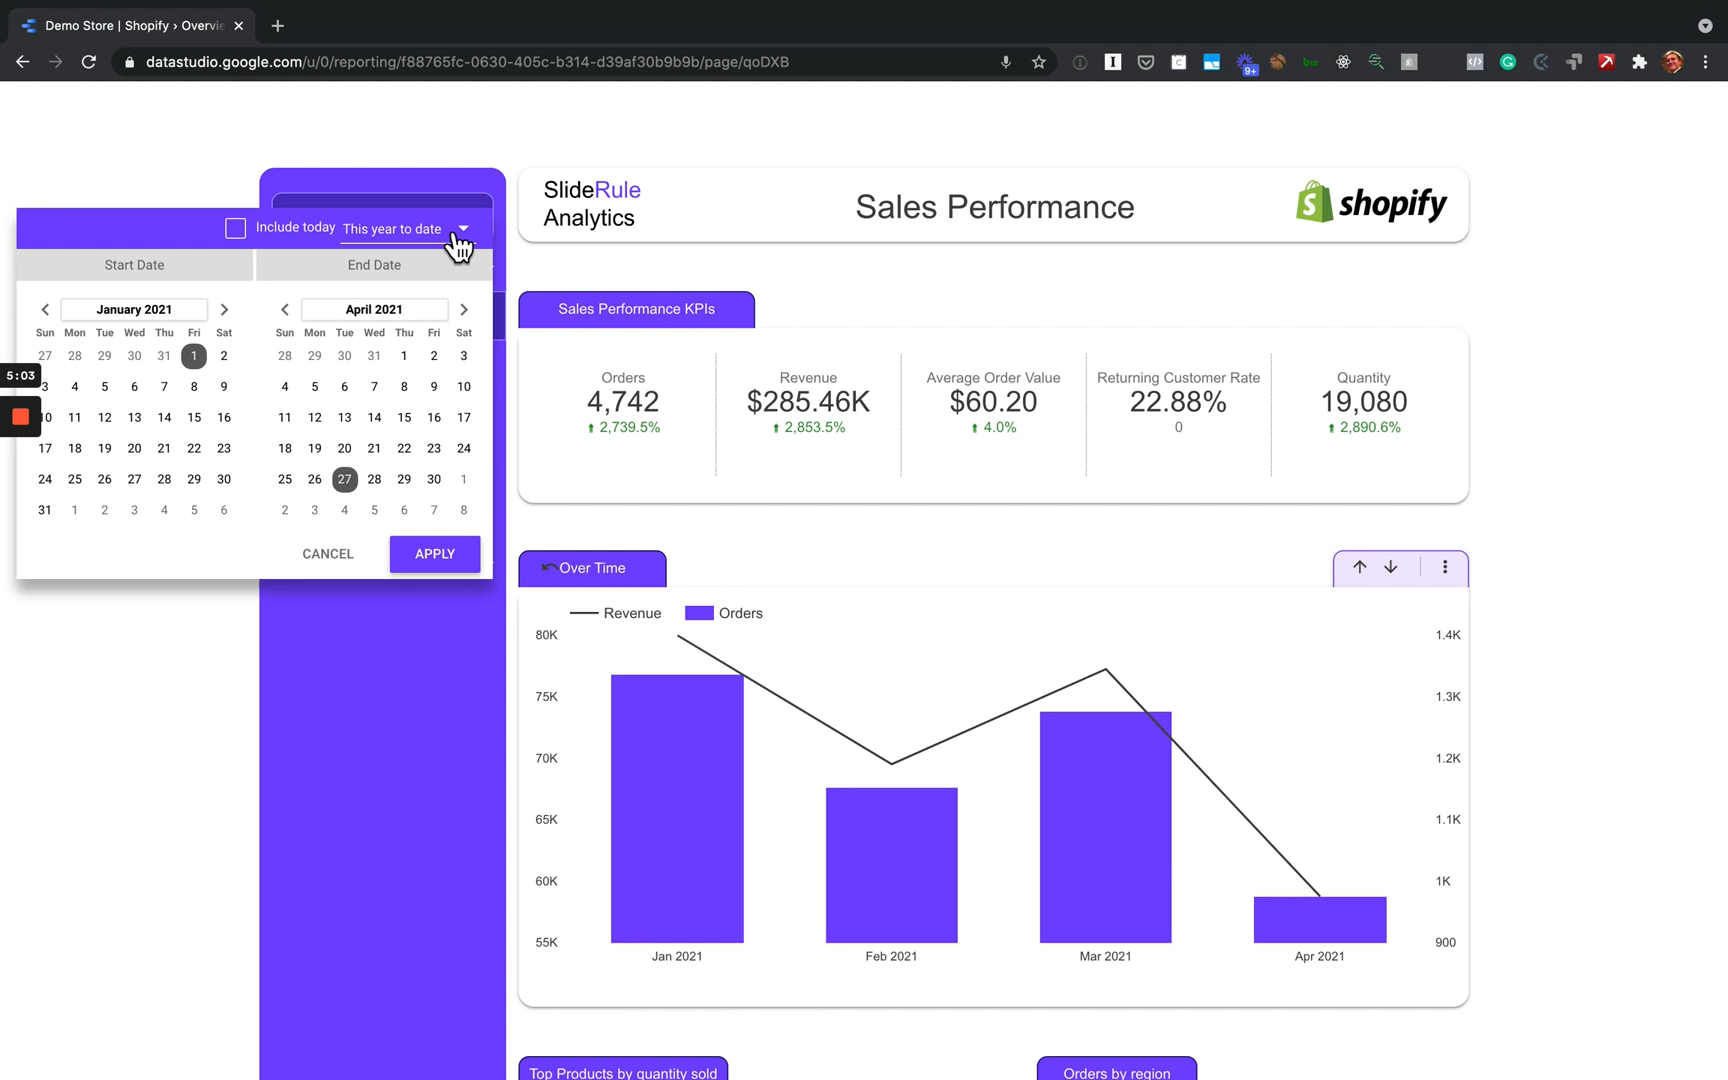 Demo Store | Shopify › Overvie
datastudio.google.com/u/0/reporting/f88765fc-0630-405c-b314-d39af30b9b9b/page/qoDXB
9+
SlideRule
Analytics
Sales Performance
shopify
Include today This year to date
Start Date End Date
January 2021 April 2021
Sun Mon Tue Wed Thu Fri Sat Sun Mon Tue Wed Thu Fri Sat
27 28 29 30 31 1 2 28 29 30 31 1 2 3
3 4 5 6 7 8 9 4 5 6 7 8 9 10
10 11 12 13 14 15 16 11 12 13 14 15 16 17
17 18 19 20 21 22 23 18 19 20 21 22 23 24
24 25 26 27 28 29 30 25 26 27 28 29 30 1
31 1 2 3 4 5 6 2 3 4 5 6 7 8
CANCEL APPLY
5:03
Sales Performance KPIs
Orders
4,742
2,739.5%
Revenue
$285.46K
2,853.5%
Average Order Value
$60.20
4.0%
Returning Customer Rate
22.88%
0
Quantity
19,080
2,890.6%
Over Time
Revenue Orders
80K
75K
70K
65K
60K
55K
1.4K
1.3K
1.2K
1.1K
1K
900
Jan 2021 Feb 2021 Mar 2021 Apr 2021
Top Products by quantity sold
Orders by region